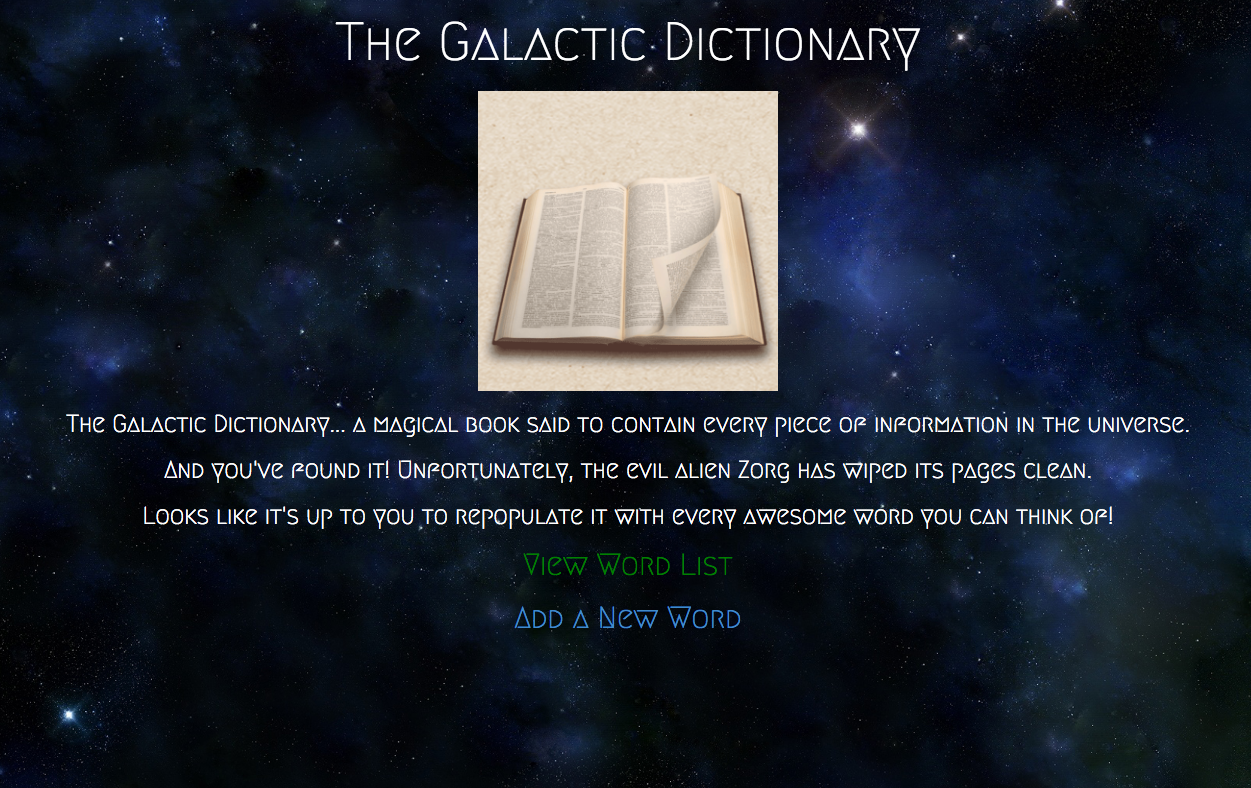 The Galactic Dictionary
The Galactic Dictionary... a magical book said to contain every piece of information in the universe.
And you've found it! Unfortunately, the evil alien Zorg has wiped its pages clean.
Looks like it's up to you to repopulate it with every awesome word you can think of!
View Word List
Add a New Word